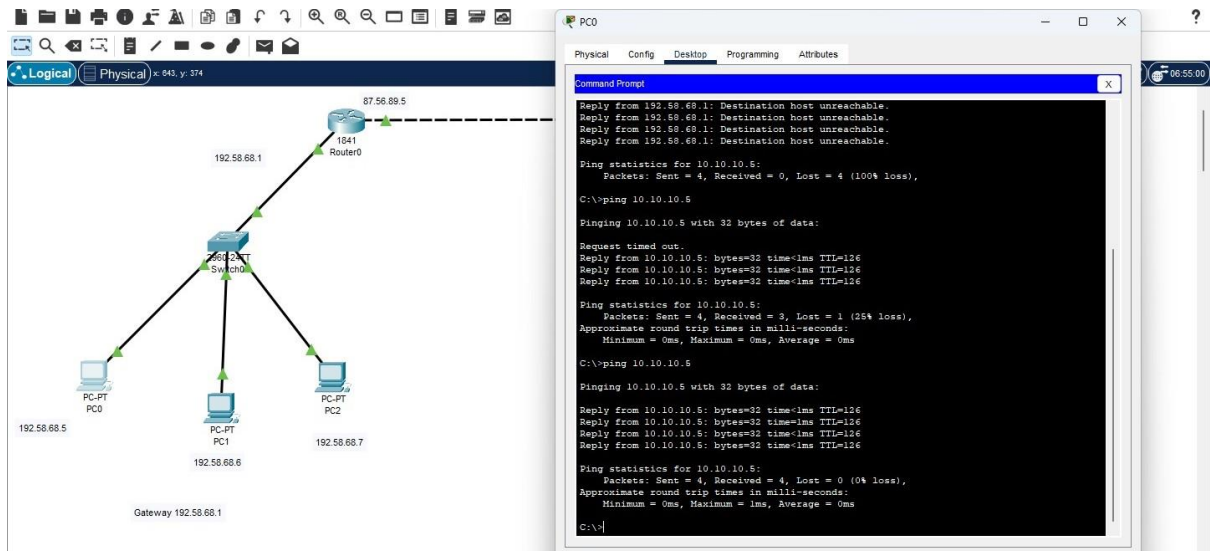 Logical
Physical
x: 843, y: 374
87.56.89.5
1841
Router0
192.58.68.1
2960-24TT
Switch0
PC-PT
PC0
192.58.68.5
PC-PT
PC1
192.58.68.6
PC-PT
PC2
192.58.68.7
Gateway 192.58.68.1
PC0
?
Physical Config Desktop Programming Attributes
Command Prompt
X
06:55:00
Reply from 192.58.68.1: Destination host unreachable.
Reply from 192.58.68.1: Destination host unreachable.
Reply from 192.58.68.1: Destination host unreachable.
Reply from 192.58.68.1: Destination host unreachable.
Ping statistics for 10.10.10.5:
Packets: Sent = 4, Received = 0, Lost = 4 (100% loss),
C:\>ping 10.10.10.5
Pinging 10.10.10.5 with 32 bytes of data:
Request timed out.
Reply from 10.10.10.5: bytes=32 time<1ms TTL=126
Reply from 10.10.10.5: bytes=32 time<1ms TTL=126
Reply from 10.10.10.5: bytes=32 time<1ms TTL=126
Ping statistics for 10.10.10.5:
Packets: Sent = 4, Received = 3, Lost = 1 (25% loss),
Approximate round trip times in milli-seconds:
Minimum = 0ms, Maximum = 0ms, Average = 0ms
C:\>ping 10.10.10.5
Pinging 10.10.10.5 with 32 bytes of data:
Reply from 10.10.10.5: bytes=32 time<1ms TTL=126
Reply from 10.10.10.5: bytes=32 time=1ms TTL=126
Reply from 10.10.10.5: bytes=32 time<1ms TTL=126
Reply from 10.10.10.5: bytes=32 time<1ms TTL=126
Ping statistics for 10.10.10.5:
Packets: Sent = 4, Received = 4, Lost = 0 (0% loss),
Approximate round trip times in milli-seconds:
Minimum = 0ms, Maximum = 1ms, Average = 0ms
C:\>